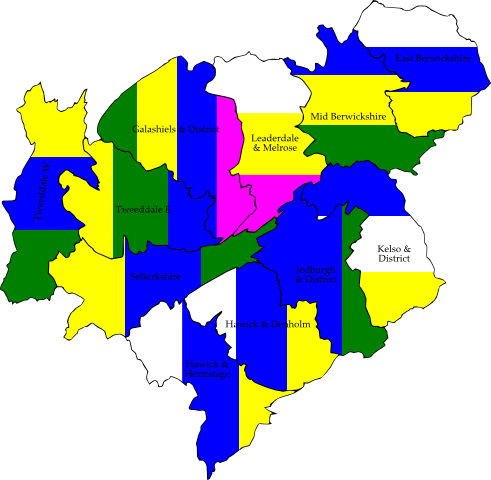 East Berwickshire
Mid Berwickshire
Galashiels & District
Leaderdale
& Melrose
Tweeddale W
Tweeddale E
Kelso &
District
Selkirkshire
Jedburgh
& District
Hawick & Denholm
Hawick &
Hermitage